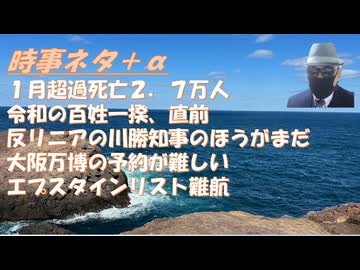 時事ネタ＋α
１月超過死亡２．７万人
令和の百姓一揆、直前
反リニアの川勝知事のほうがまだ
大阪万博の予約が難しい
エプスタインリスト難航